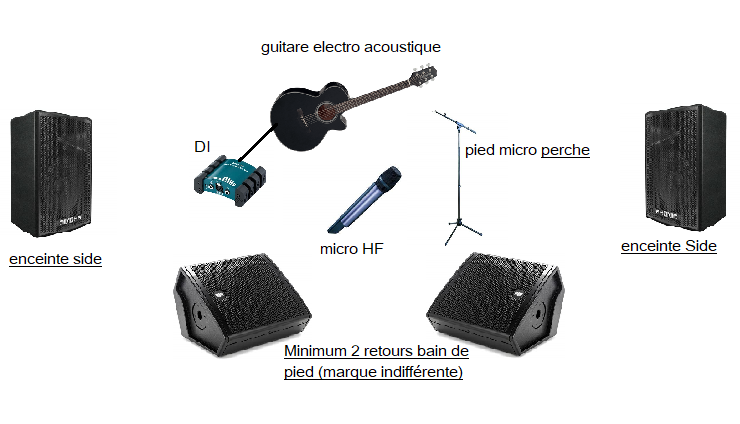 guitare electro acoustique
DI
pied micro perche
micro HF
enceinte side
enceinte Side
Minimum 2 retours bain de
pied (marque indifférente)